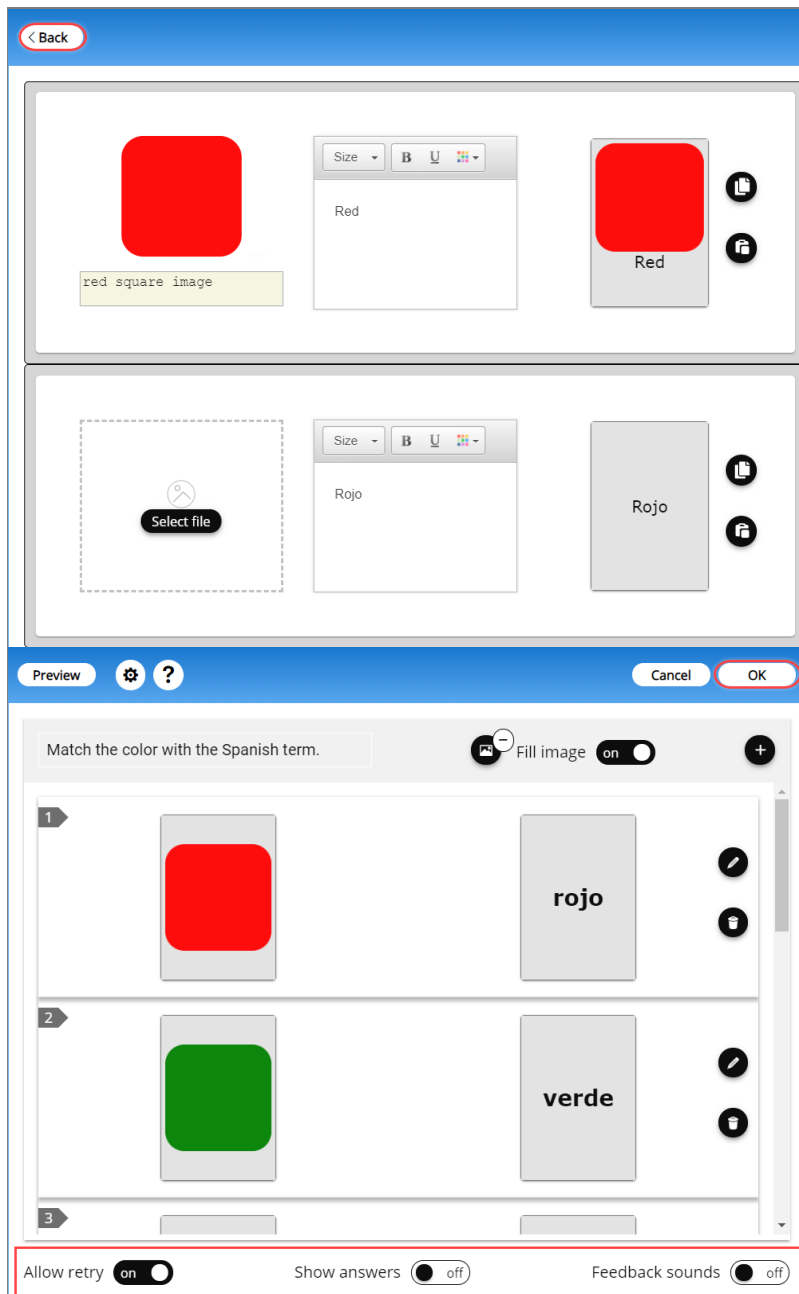 < Back
Size B U
Red
red square image
Red
Size B U
Select file
Rojo
Rojo
Preview ? Cancel OK
Match the color with the Spanish term. Fill image on +
1
rojo
2
verde
3
Allow retry on Show answers off Feedback sounds off